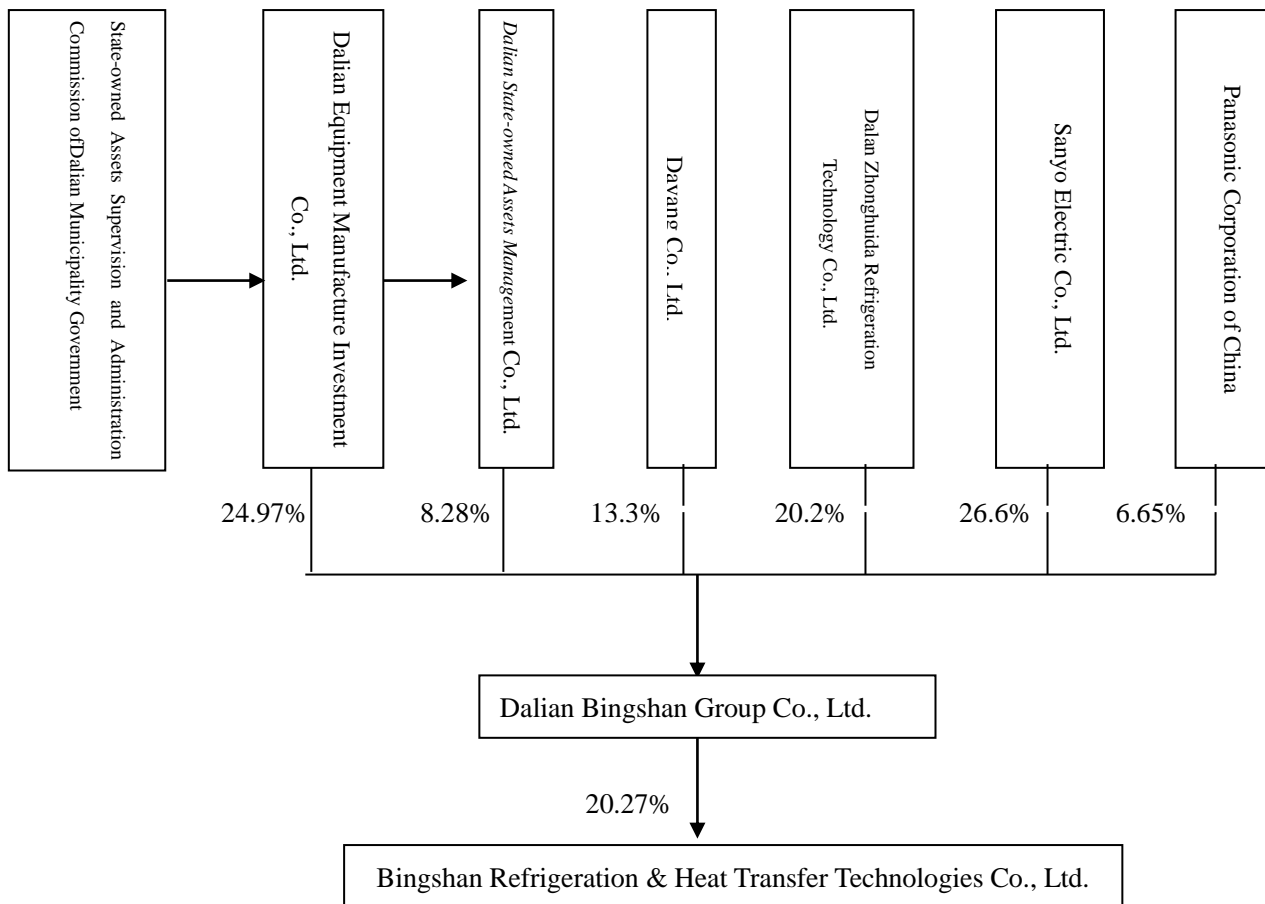 State-owned Assets Supervision and Administration
Commission ofDalian Municipality Government
Dalian Equipment Manufacture Investment
Co., Ltd.
Dalian State-owned Assets Management Co., Ltd.
Davang Co.. Ltd.
Dalan Zhonghuida Refrigeration
Technology Co., Ltd.
Sanyo Electric Co., Ltd.
Panasonic Corporation of China
24.97%
8.28%
13.3%
20.2%
26.6%
6.65%
Dalian Bingshan Group Co., Ltd.
20.27%
Bingshan Refrigeration & Heat Transfer Technologies Co., Ltd.